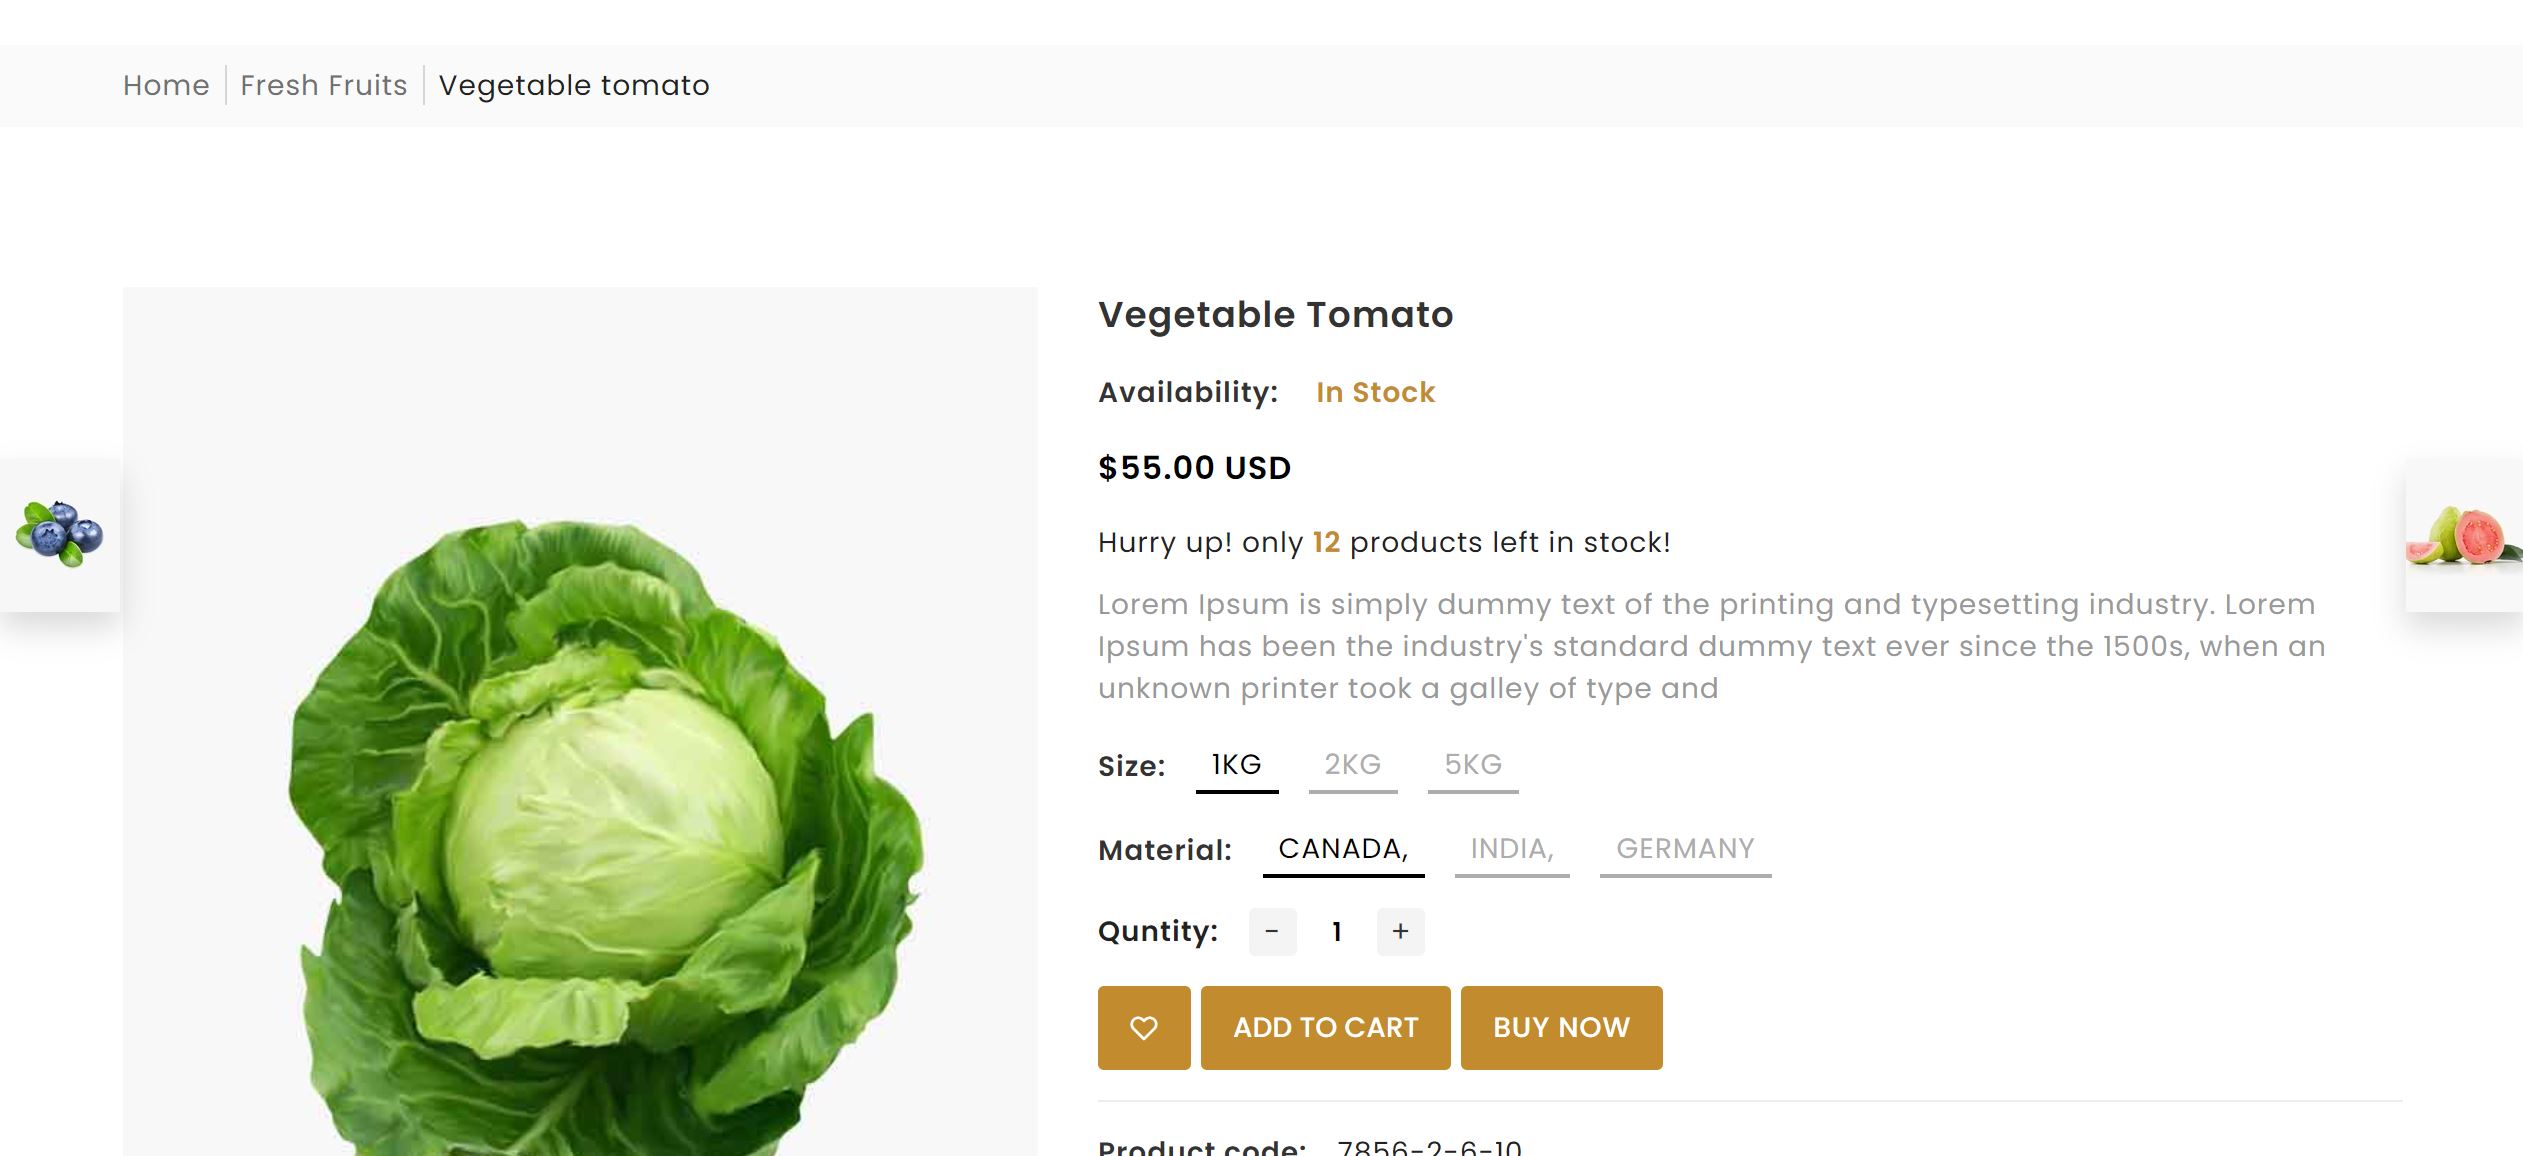 Home Fresh Fruits Vegetable tomato
Vegetable Tomato
Availability: In Stock
$55.00 USD
Hurry up! only 12 products left in stock!
Lorem Ipsum is simply dummy text of the printing and typesetting industry. Lorem
Ipsum has been the industry's standard dummy text ever since the 1500s, when an
unknown printer took a galley of type and
Size: 1KG 2KG 5KG
Material: CANADA, INDIA, GERMANY
Quntity: - 1 +
ADD TO CART BUY NOW
Product code: 7856-2-6-10